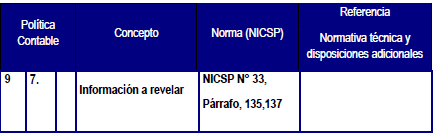 Política
Contable
Concepto
Norma (NICSP)
Referencia
Normativa técnica y
disposiciones adicionales
9 7.
Información a revelar
NICSP N° 33,
Párrafo, 135,137